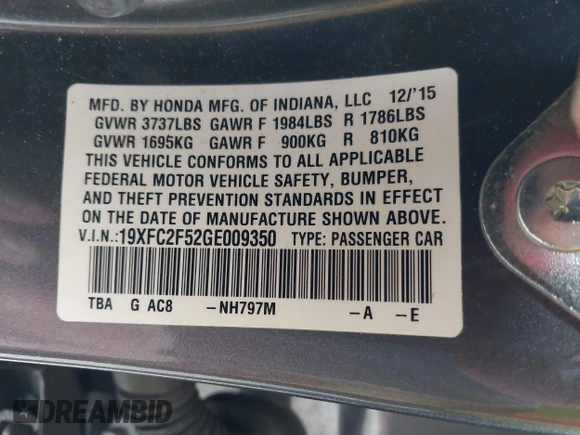 MFD. BY HONDA MFG. OF INDIANA, LLC 12/'15
GVWR 3737LBS GAWR F 1984LBS R 1786LBS
GVWR 1695KG GAWR F 900KG R 810KG
THIS VEHICLE CONFORMS TO ALL APPLICABLE
FEDERAL MOTOR VEHICLE SAFETY, BUMPER,
AND THEFT PREVENTION STANDARDS IN EFFECT
ON THE DATE OF MANUFACTURE SHOWN ABOVE.
V.I.N.:19XFC2F52GE009350 TYPE: PASSENGER CAR
TBA G AC8 -NH797M -A -E
DREAMBID